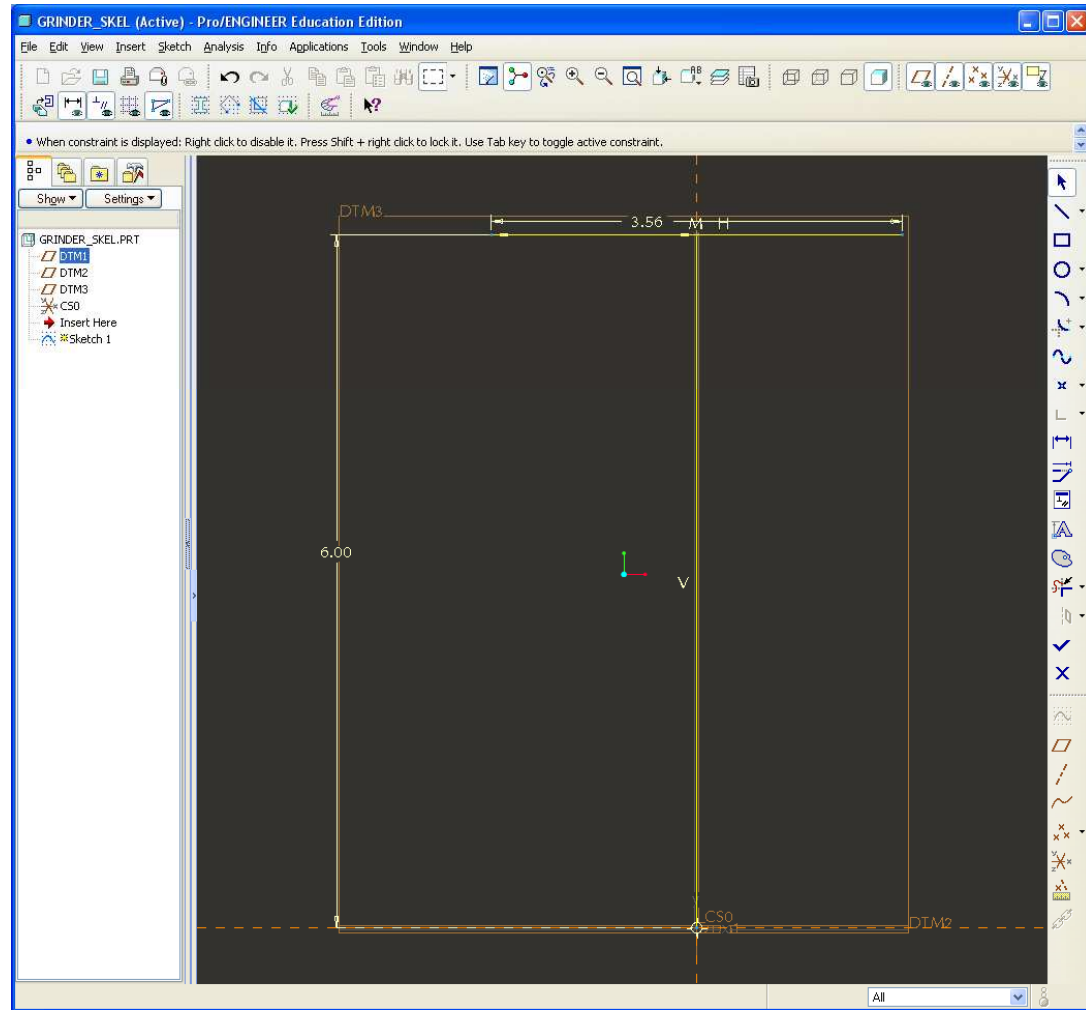 GRINDER_SKEL (Active) - Pro/ENGINEER Education Edition
File Edit View Insert Sketch Analysis Info Applications Tools Window Help
• When constraint is displayed: Right click to disable it. Press Shift + right click to lock it. Use Tab key to toggle active constraint.
Show Settings
GRINDER_SKEL.PRT
DTM1
DTM2
DTM3
CS0
Insert Here
Sketch 1
DTM3
3.56 M H
6.00
V
CS0
DTM2
All